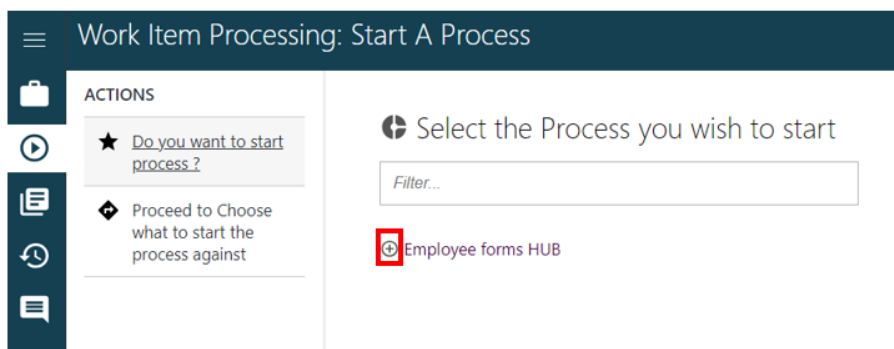 Work Item Processing: Start A Process
ACTIONS
Do you want to start
process ?
Proceed to Choose
what to start the
process against
Select the Process you wish to start
Filter...
Employee forms HUB